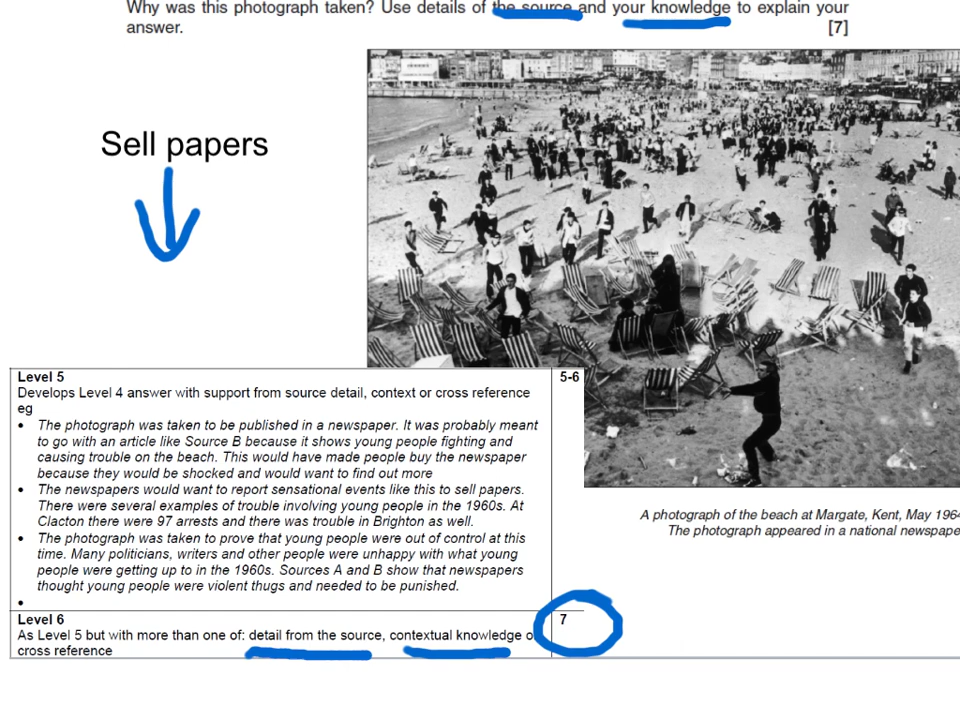 Why was this photograph taken? Use details of the source and your knowledge to explain your
answer. [7]
Sell papers
Level 5 5-6
Develops Level 4 answer with support from source detail, context or cross reference
eg
• The photograph was taken to be published in a newspaper. It was probably meant
to go with an article like Source B because it shows young people fighting and
causing trouble on the beach. This would have made people buy the newspaper
because they would be shocked and would want to find out more
• The newspapers would want to report sensational events like this to sell papers.
There were several examples of trouble involving young people in the 1960s. At
Clacton there were 97 arrests and there was trouble in Brighton as well.
• The photograph was taken to prove that young people were out of control at this
time. Many politicians, writers and other people were unhappy with what young
people were getting up to in the 1960s. Sources A and B show that newspapers
thought young people were violent thugs and needed to be punished.
•
Level 6 7
As Level 5 but with more than one of: detail from the source, contextual knowledge o
cross reference
A photograph of the beach at Margate, Kent, May 1964
The photograph appeared in a national newspape